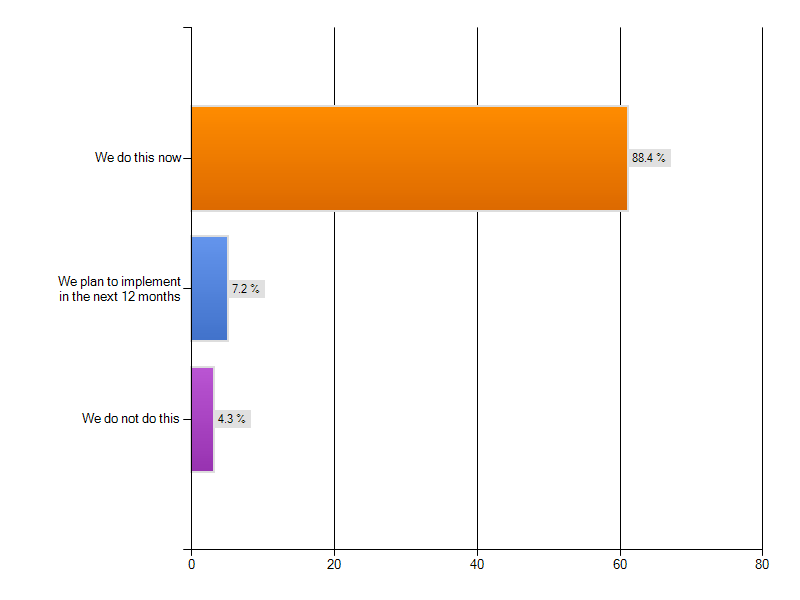 We do this now
88.4 %
We plan to implement
in the next 12 months
7.2 %
We do not do this
4.3 %
0 20 40 60 80